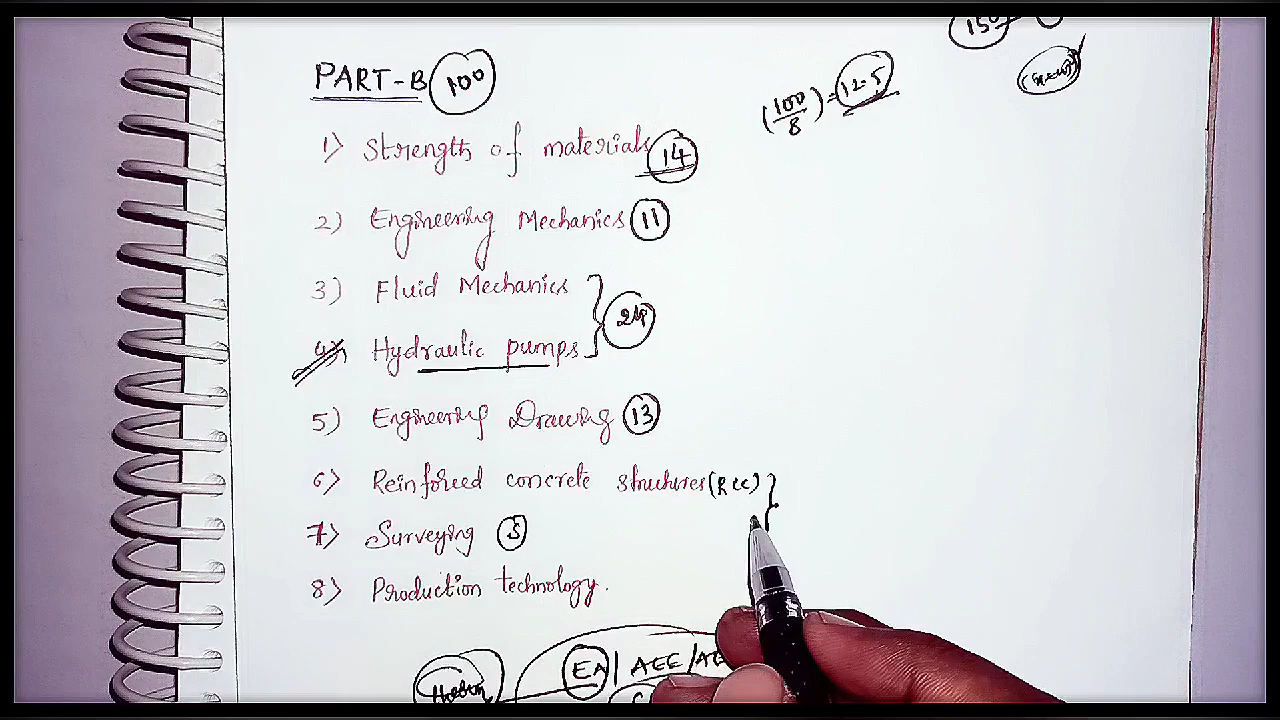 150
PART-B 100
(100/8) = 12.5
1) Strength of materials 14
2) Engineering Mechanics 11
3) Fluid Mechanics
24
4) Hydraulic pumps
5) Engineering Drawing 13
6) Reinforced concrete structures (RCC)
7) Surveying 5
8) Production technology.
EA / AEE / AE